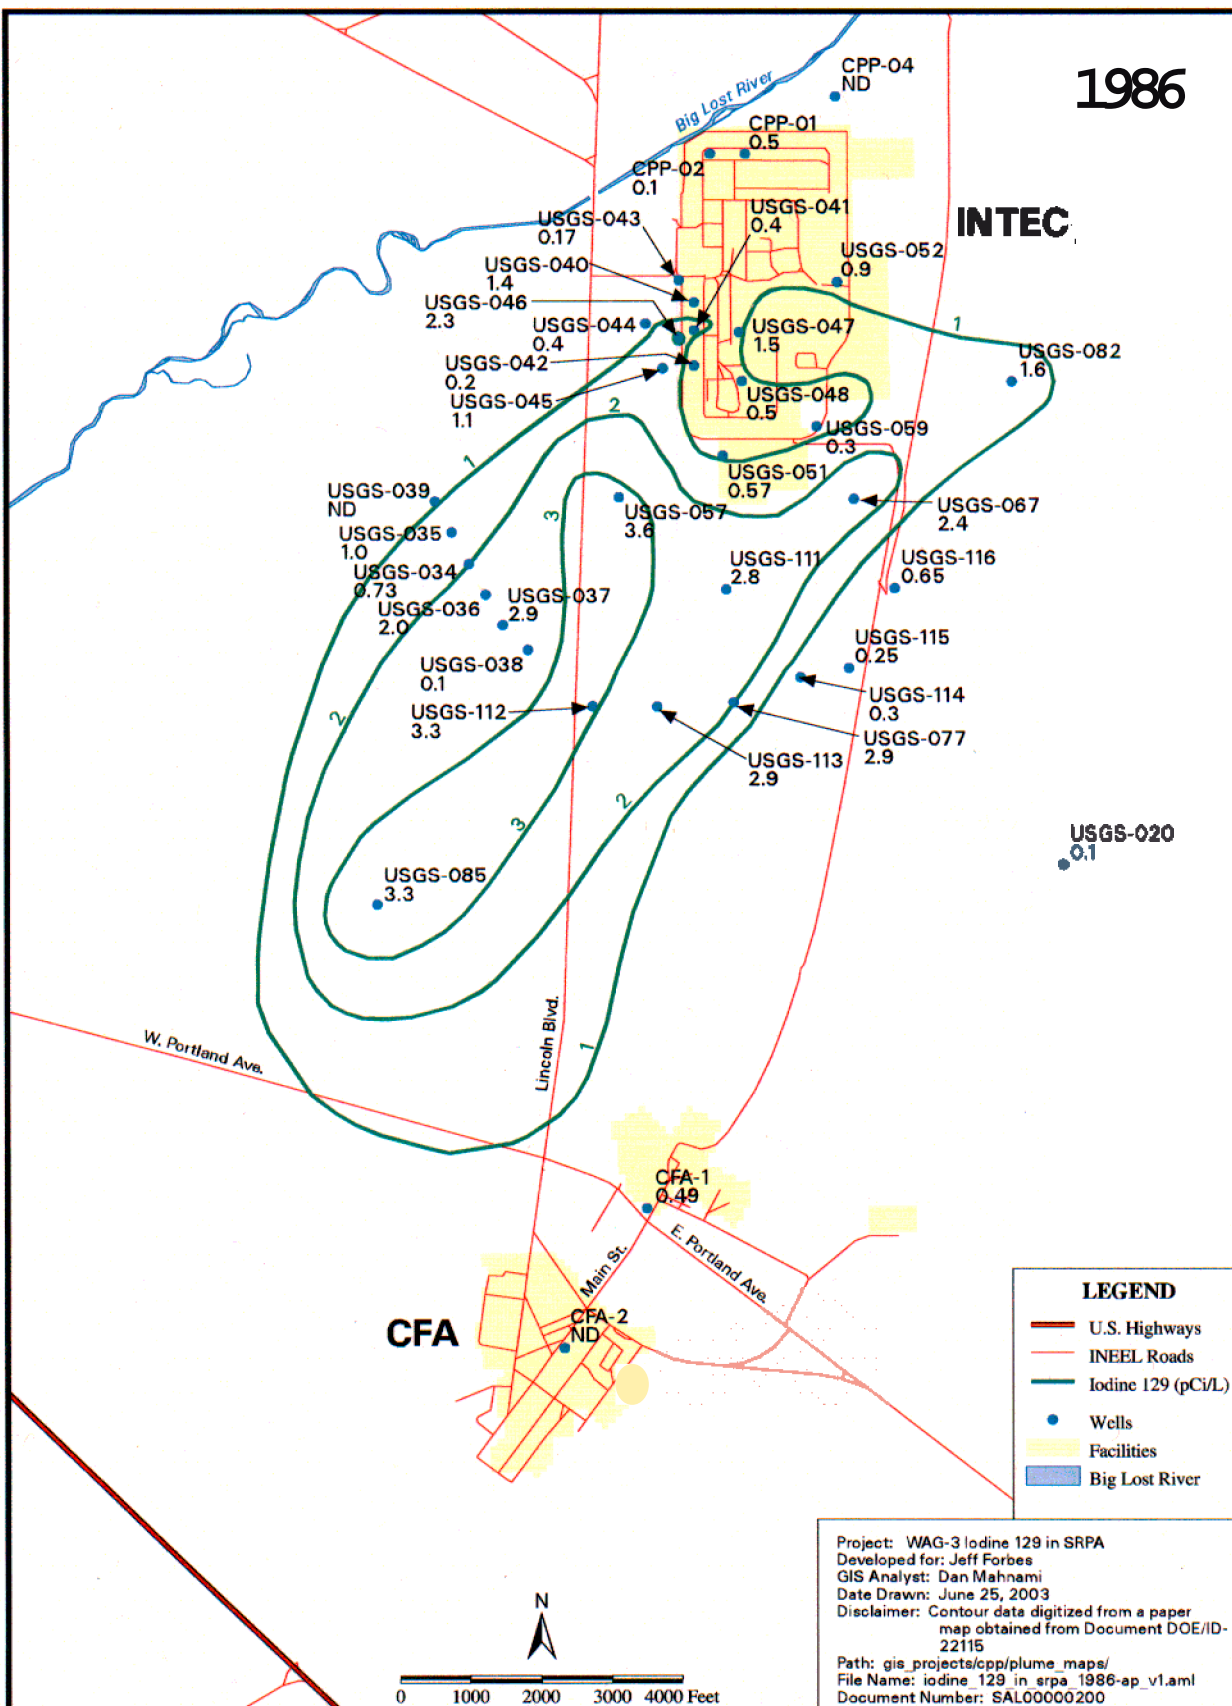 1986
CPP-04
ND
Big Lost River
CPP-01
0.5
CPP-02
0.1
USGS-041
0.4
INTEC
USGS-043
0.17
USGS-052
0.9
USGS-040
1.4
USGS-046
2.3
USGS-044
0.4
USGS-047
1.5
1
USGS-082
1.6
USGS-042
0.2
USGS-045
1.1
USGS-048
0.5
2
USGS-059
0.3
1
USGS-051
0.57
USGS-039
ND
USGS-057
3.6
3
USGS-067
2.4
USGS-035
1.0
USGS-034
0.73
USGS-111
2.8
USGS-116
0.65
USGS-036
2.0
USGS-037
2.9
USGS-038
0.1
USGS-115
0.25
USGS-114
0.3
USGS-112
3.3
2
USGS-077
2.9
USGS-113
2.9
2
3
USGS-020
0.1
USGS-085
3.3
Lincoln Blvd.
W. Portland Ave.
1
CFA-1
0.49
E. Portland Ave.
Main St.
CFA
CFA-2
ND
LEGEND
U.S. Highways
INEEL Roads
Iodine 129 (pCi/L)
Wells
Facilities
Big Lost River
Project: WAG-3 Iodine 129 in SRPA
Developed for: Jeff Forbes
GIS Analyst: Dan Mahnami
Date Drawn: June 25, 2003
Disclaimer: Contour data digitized from a paper
map obtained from Document DOE/ID-
22115
Path: gis_projects/cpp/plume_maps/
File Name: iodine_129_in_srpa_1986-ap_v1.aml
Document Number: SAL00000200
N
0 1000 2000 3000 4000 Feet